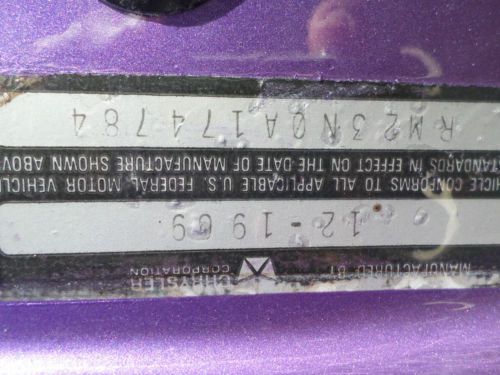 MANUFACTURED BY CHRYSLER CORPORATION
12-1969
ICLE CONFORMS TO ALL APPLICABLE U.S. FEDERAL MOTOR VEHICL
STANDARDS IN EFFECT ON THE DATE OF MANUFACTURE SHOWN ABOV
RM23N0A174784